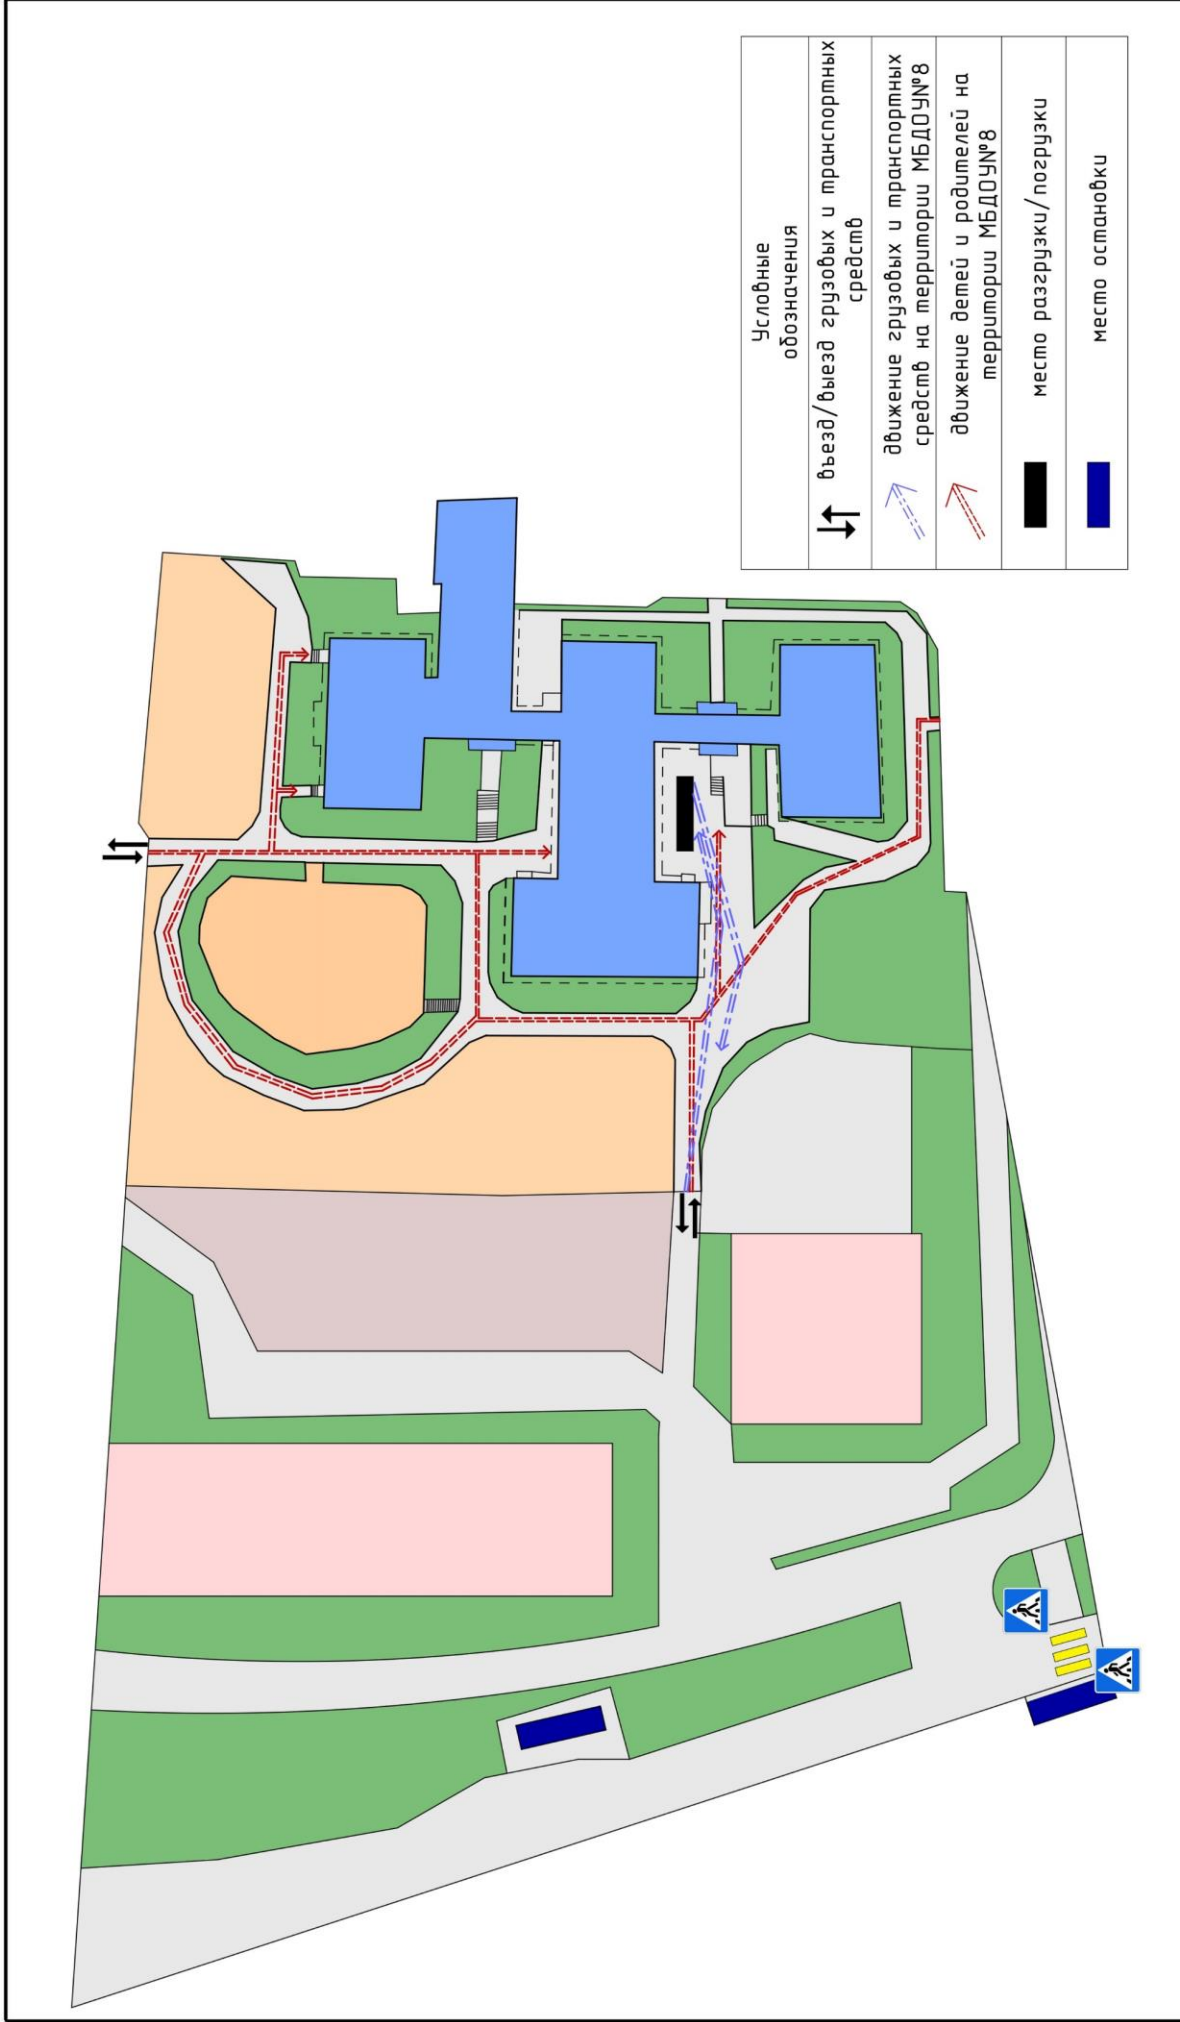 Условные
обозначения
въезд/выезд грузовых и транспортных
средств
движение грузовых и транспортных
средств на территории МБДОУ№8
движение детей и родителей на
территории МБДОУ№8
место разгрузки/погрузки
место остановки